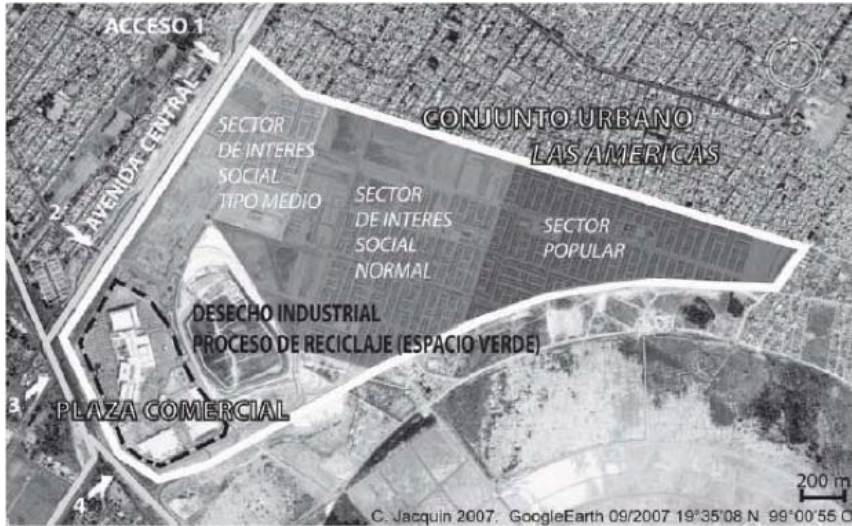 ACCESO 1
AVENIDA CENTRAL
2
SECTOR
DE INTERES
SOCIAL
TIPO MEDIO
CONJUNTO URBANO
LAS AMERICAS
SECTOR
DE INTERES
SOCIAL
NORMAL
SECTOR
POPULAR
DESECHO INDUSTRIAL
PROCESO DE RECICLAJE (ESPACIO VERDE)
3
PLAZA COMERCIAL
4
200 m
C. Jacquin 2007, GoogleEarth 09/2007 19°35'08 N 99°00'55 O